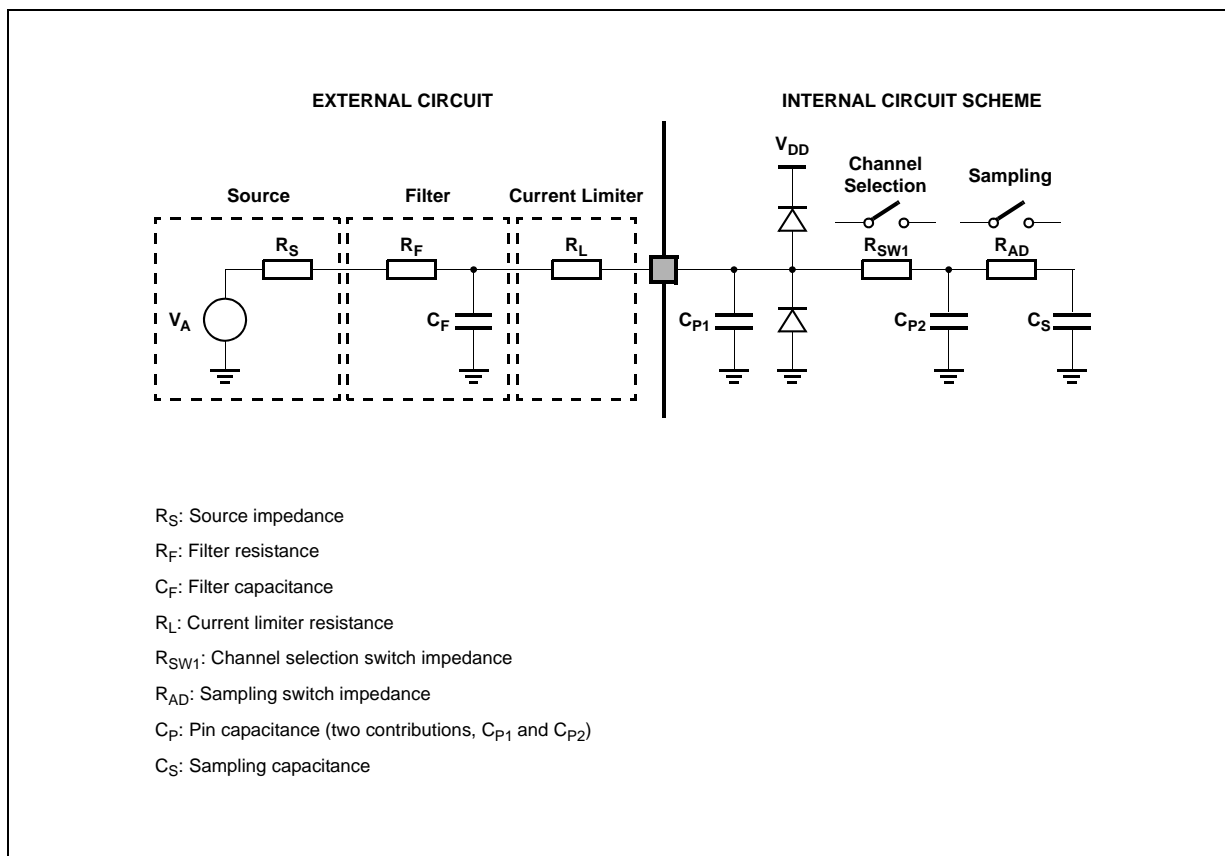 EXTERNAL CIRCUIT
INTERNAL CIRCUIT SCHEME
VDD
Channel
Selection
Sampling
Source
Filter
Current Limiter
RS
RF
RL
RSW1
RAD
VA
CF
CP1
CP2
CS
RS: Source impedance
RF: Filter resistance
CF: Filter capacitance
RL: Current limiter resistance
RSW1: Channel selection switch impedance
RAD: Sampling switch impedance
CP: Pin capacitance (two contributions, CP1 and CP2)
CS: Sampling capacitance